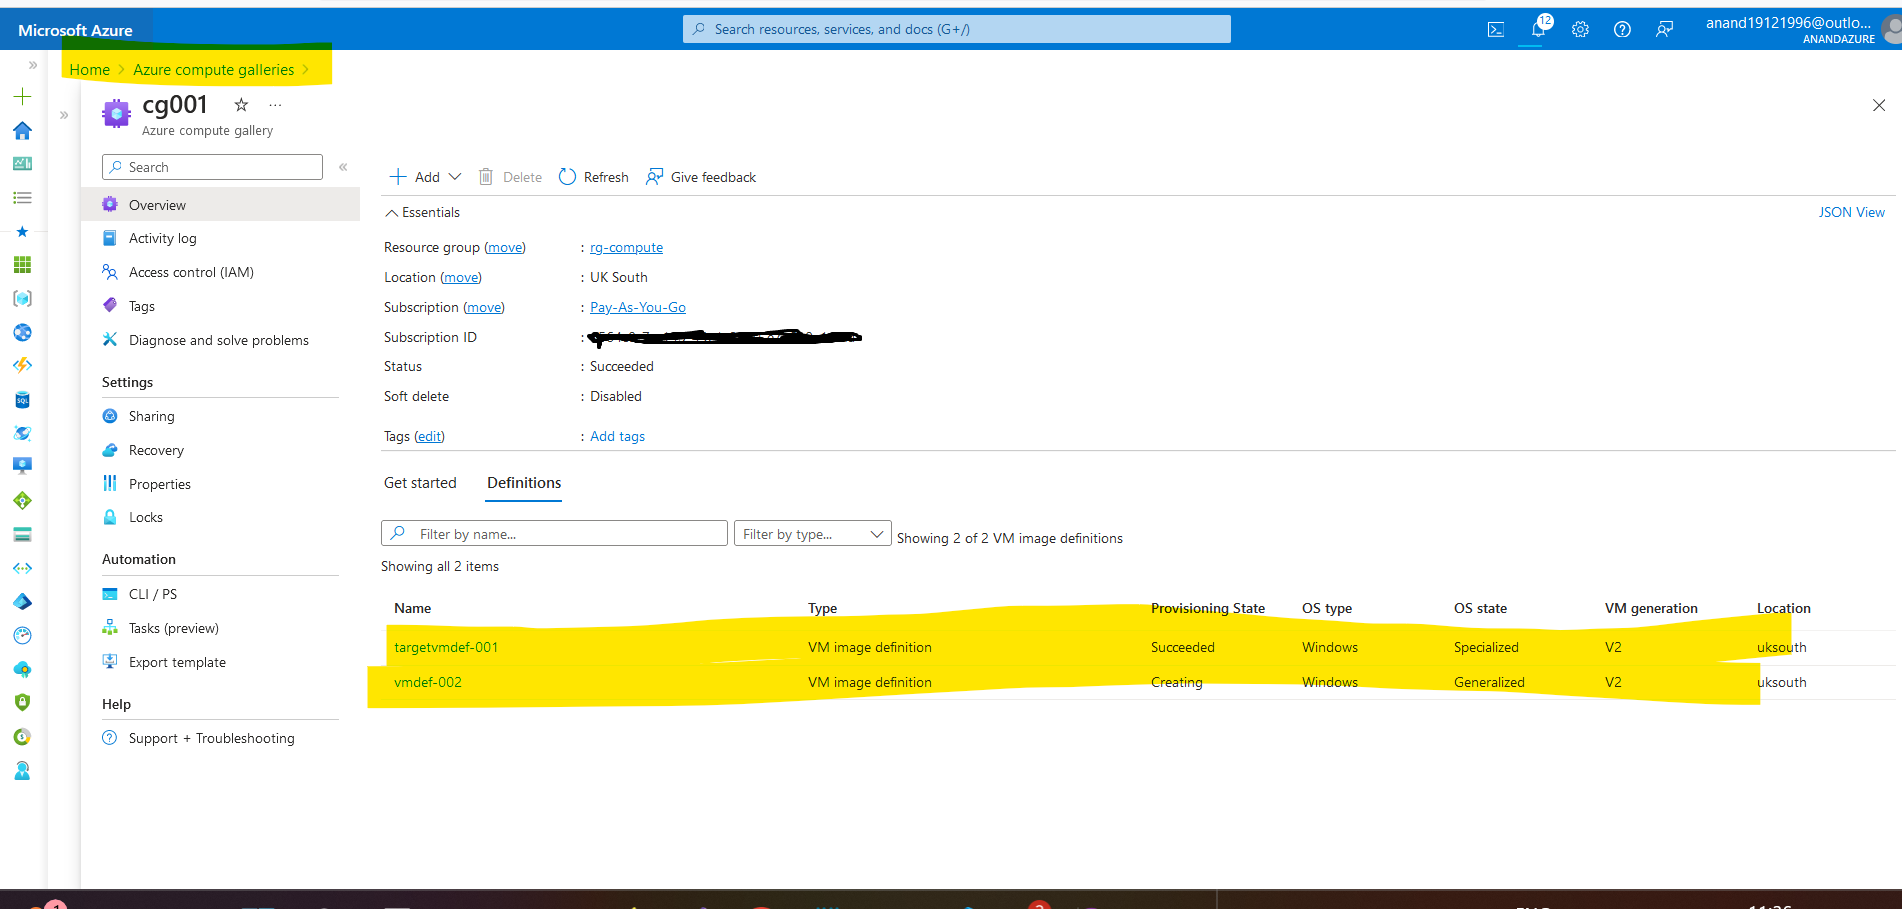 Microsoft Azure
Search resources, services, and docs (G+/)
12
anand19121996@outlo...
ANANDAZURE
Home > Azure compute galleries >
cg001
Azure compute gallery
Search
Overview
Activity log
Access control (IAM)
Tags
Diagnose and solve problems
Settings
Sharing
Recovery
Properties
Locks
Automation
CLI / PS
Tasks (preview)
Export template
Help
Support + Troubleshooting
Add
Delete
Refresh
Give feedback
Essentials
JSON View
Resource group (move) : rg-compute
Location (move) : UK South
Subscription (move) : Pay-As-You-Go
Subscription ID :
Status : Succeeded
Soft delete : Disabled
Tags (edit) : Add tags
Get started Definitions
Filter by name...
Filter by type...
Showing 2 of 2 VM image definitions
Showing all 2 items
Name Type Provisioning State OS type OS state VM generation Location
targetvmdef-001 VM image definition Succeeded Windows Specialized V2 uksouth
vmdef-002 VM image definition Creating Windows Generalized V2 uksouth